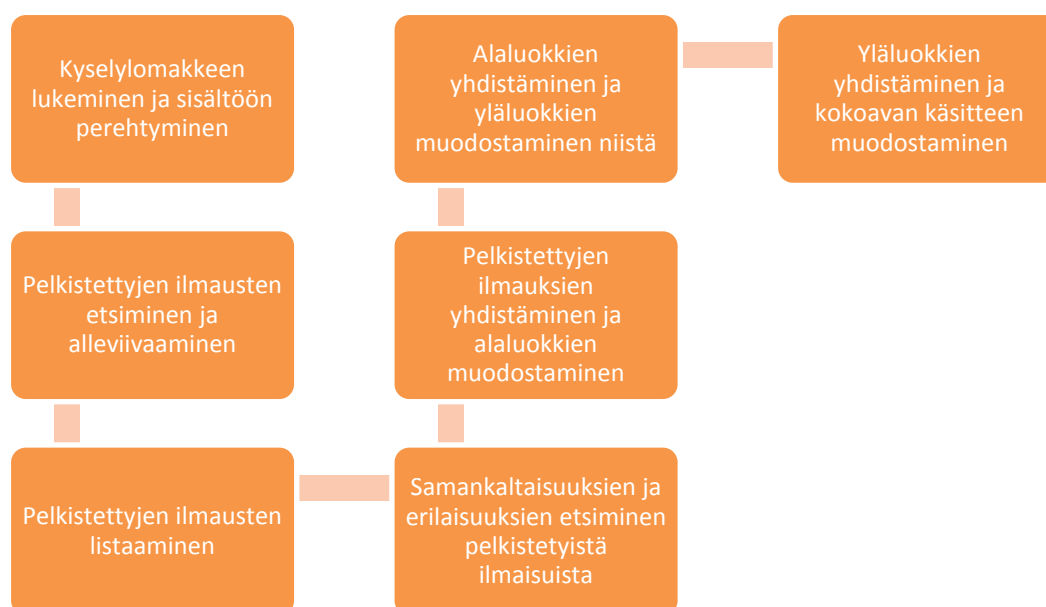 Kyselylomakkeen
lukeminen ja sisältöön
perehtyminen
Pelkistettyjen ilmausten
etsiminen ja
alleviivaaminen
Pelkistettyjen ilmausten
listaaminen
Samankaltaisuuksien ja
erilaisuuksien etsiminen
pelkistetyistä
ilmaisuista
Pelkistettyjen
ilmauksien
yhdistäminen ja
alaluokkien
muodostaminen
Alaluokkien
yhdistäminen ja
yläluokkien
muodostaminen niistä
Yläluokkien
yhdistäminen ja
kokoavan käsitteen
muodostaminen